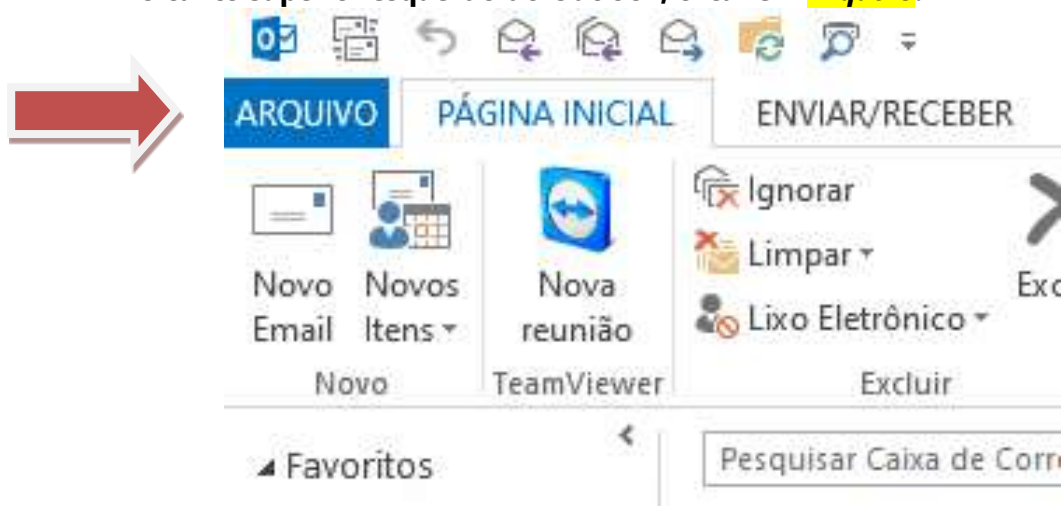 ARQUIVO PÁGINA INICIAL ENVIAR/RECEBER
Novo Email
Novos Itens
Nova reunião
Ignorar
Limpar
Lixo Eletrônico
Novo TeamViewer Excluir
Favoritos
Pesquisar Caixa de